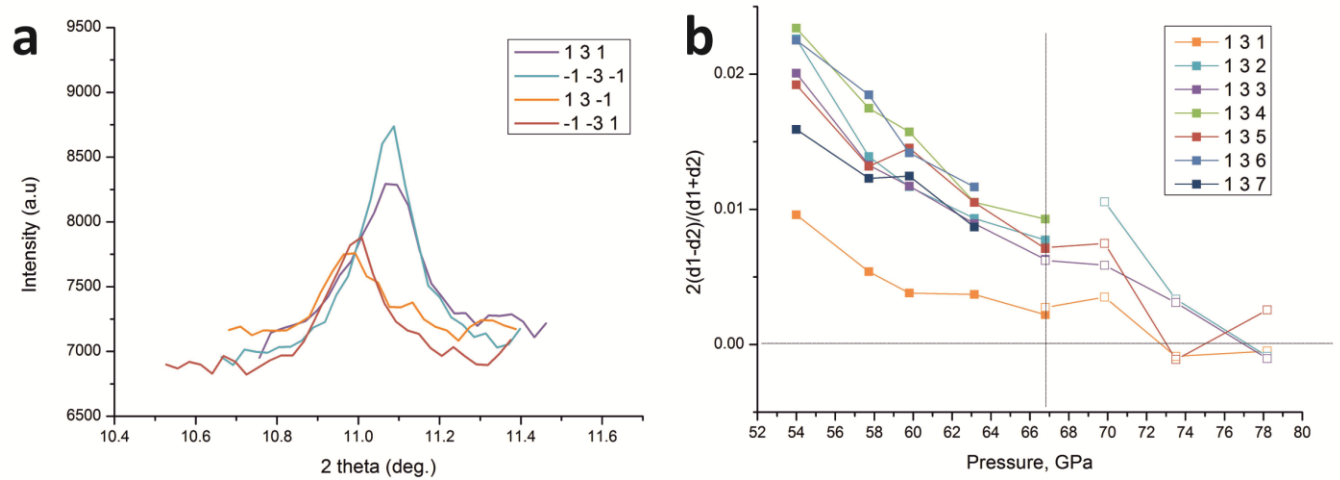 a
9500
9000
8500
8000
7500
7000
6500
Intensity (a.u)
10.4 10.6 10.8 11.0 11.2 11.4 11.6
2 theta (deg.)
1 3 1
-1 -3 -1
1 3 -1
-1 -3 1
b
0.02
0.01
0.00
2(d1-d2)/(d1+d2)
52 54 56 58 60 62 64 66 68 70 72 74 76 78 80
Pressure, GPa
1 3 1
1 3 2
1 3 3
1 3 4
1 3 5
1 3 6
1 3 7